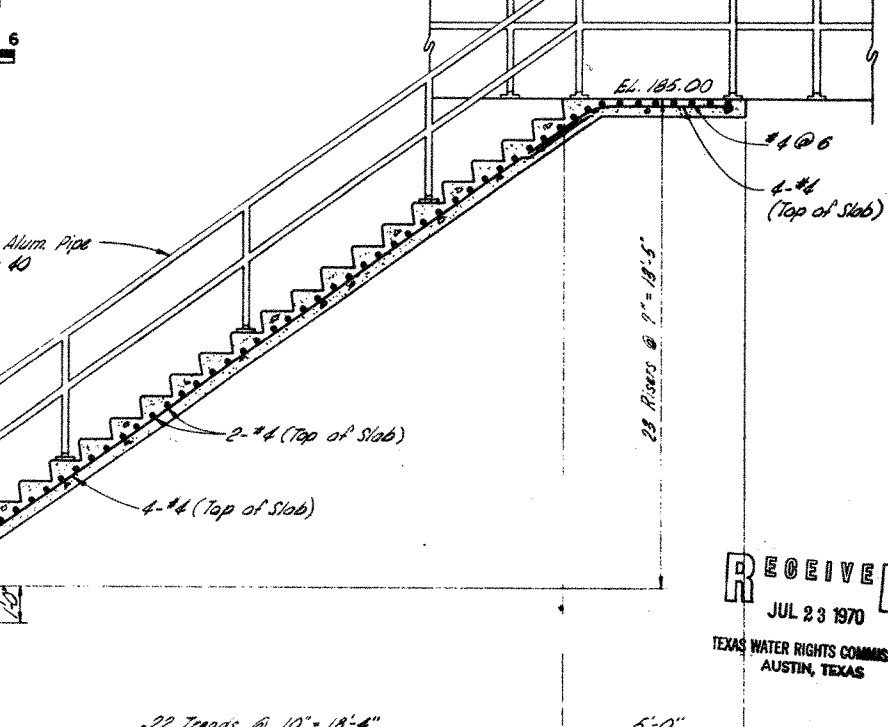 6
EL. 185.00
#4 @ 6
4-#4
(Top of Slab)
Alum. Pipe
40
23 Risers @ 7" = 13'-5"
2-#4 (Top of Slab)
4-#4 (Top of Slab)
RECEIVE
JUL 23 1970
TEXAS WATER RIGHTS COMMIS
AUSTIN, TEXAS
22 Treads @ 10" = 18'-4"